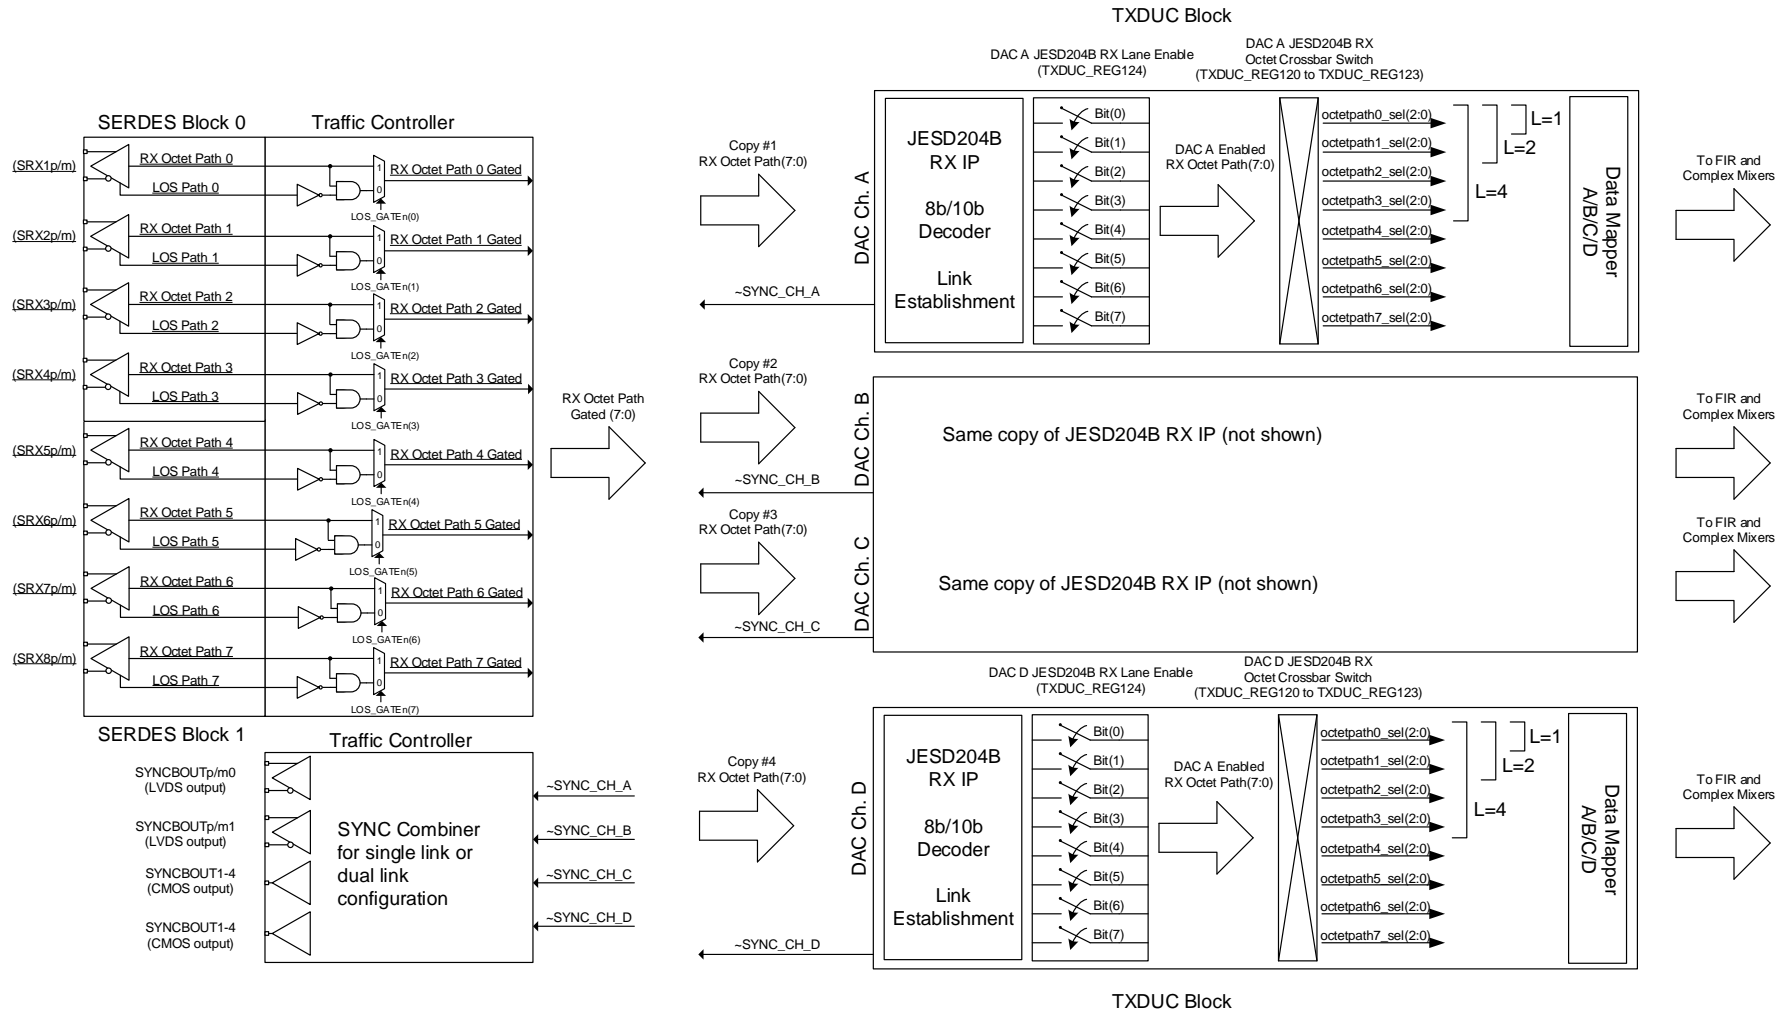 TXDUC Block
DAC A JESD204B RX Lane Enable
(TXDUC_REG124)
DAC A JESD204B RX
Octet Crossbar Switch
(TXDUC_REG120 to TXDUC_REG123)
SERDES Block 0
Traffic Controller
(SRX1p/m)
RX Octet Path 0
LOS Path 0
1
0
RX Octet Path 0 Gated
LOS_GATEn(0)
(SRX2p/m)
RX Octet Path 1
LOS Path 1
1
0
RX Octet Path 1 Gated
LOS_GATEn(1)
(SRX3p/m)
RX Octet Path 2
LOS Path 2
1
0
RX Octet Path 2 Gated
LOS_GATEn(2)
(SRX4p/m)
RX Octet Path 3
LOS Path 3
1
0
RX Octet Path 3 Gated
LOS_GATEn(3)
(SRX5p/m)
RX Octet Path 4
LOS Path 4
1
0
RX Octet Path 4 Gated
LOS_GATEn(4)
(SRX6p/m)
RX Octet Path 5
LOS Path 5
1
0
RX Octet Path 5 Gated
LOS_GATEn(5)
(SRX7p/m)
RX Octet Path 6
LOS Path 6
1
0
RX Octet Path 6 Gated
LOS_GATEn(6)
(SRX8p/m)
RX Octet Path 7
LOS Path 7
1
0
RX Octet Path 7 Gated
LOS_GATEn(7)
SERDES Block 1
RX Octet Path
Gated (7:0)
Traffic Controller
SYNCBOUTp/m0
(LVDS output)
SYNCBOUTp/m1
(LVDS output)
SYNCBOUT1-4
(CMOS output)
SYNCBOUT1-4
(CMOS output)
SYNC Combiner
for single link or
dual link
configuration
~SYNC_CH_A
~SYNC_CH_B
~SYNC_CH_C
~SYNC_CH_D
Copy #1
RX Octet Path(7:0)
~SYNC_CH_A
DAC Ch. A
JESD204B
RX IP
8b/10b
Decoder
Link
Establishment
Bit(0)
Bit(1)
Bit(2)
Bit(3)
Bit(4)
Bit(5)
Bit(6)
Bit(7)
DAC A Enabled
RX Octet Path(7:0)
octetpath0_sel(2:0)
octetpath1_sel(2:0)
octetpath2_sel(2:0)
octetpath3_sel(2:0)
octetpath4_sel(2:0)
octetpath5_sel(2:0)
octetpath6_sel(2:0)
octetpath7_sel(2:0)
L=1
L=2
L=4
Data Mapper
A/B/C/D
To FIR and
Complex Mixers
Copy #2
RX Octet Path(7:0)
~SYNC_CH_B
DAC Ch. B
Same copy of JESD204B RX IP (not shown)
To FIR and
Complex Mixers
Copy #3
RX Octet Path(7:0)
~SYNC_CH_C
DAC Ch. C
Same copy of JESD204B RX IP (not shown)
To FIR and
Complex Mixers
DAC D JESD204B RX Lane Enable
(TXDUC_REG124)
DAC D JESD204B RX
Octet Crossbar Switch
(TXDUC_REG120 to TXDUC_REG123)
Copy #4
RX Octet Path(7:0)
~SYNC_CH_D
DAC Ch. D
JESD204B
RX IP
8b/10b
Decoder
Link
Establishment
Bit(0)
Bit(1)
Bit(2)
Bit(3)
Bit(4)
Bit(5)
Bit(6)
Bit(7)
DAC A Enabled
RX Octet Path(7:0)
octetpath0_sel(2:0)
octetpath1_sel(2:0)
octetpath2_sel(2:0)
octetpath3_sel(2:0)
octetpath4_sel(2:0)
octetpath5_sel(2:0)
octetpath6_sel(2:0)
octetpath7_sel(2:0)
L=1
L=2
L=4
Data Mapper
A/B/C/D
To FIR and
Complex Mixers
TXDUC Block